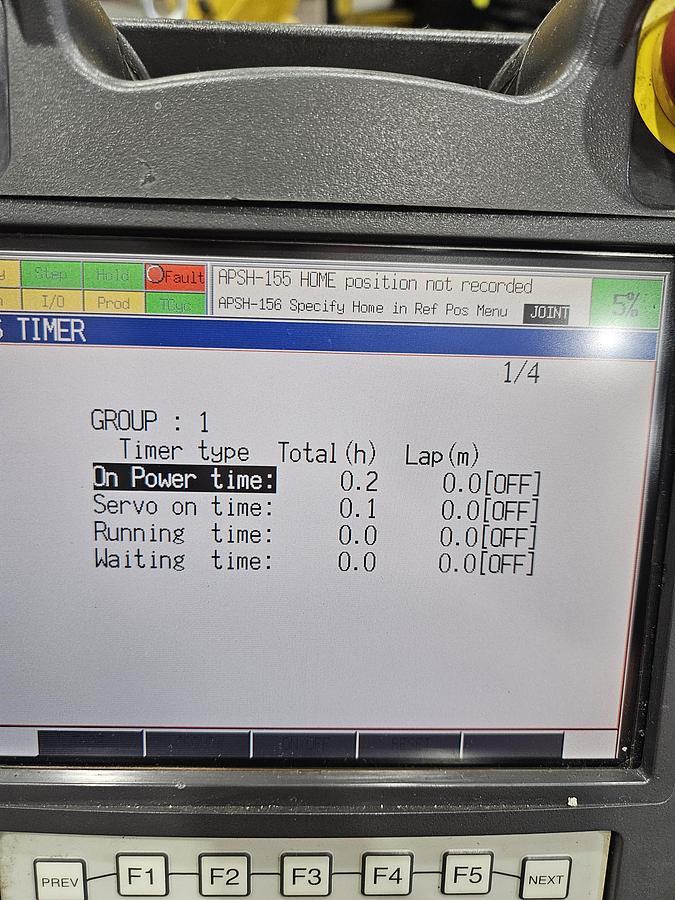 Step Hold Fault APSH-155 HOME position not recorded
I/O Prod TCyc APSH-156 Specify Home in Ref Pos Menu JOINT 5%
S TIMER
1/4
GROUP : 1
Timer type Total(h) Lap(m)
On Power time: 0.2 0.0[OFF]
Servo on time: 0.1 0.0[OFF]
Running time: 0.0 0.0[OFF]
Waiting time: 0.0 0.0[OFF]
PREV F1 F2 F3 F4 F5 NEXT